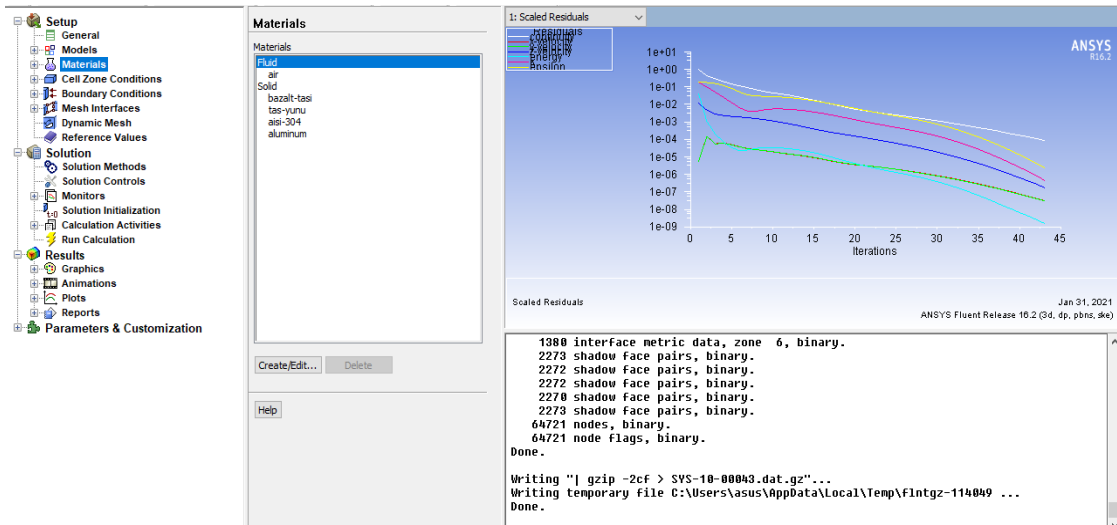 Setup
General
Models
Materials
Cell Zone Conditions
Boundary Conditions
Mesh Interfaces
Dynamic Mesh
Reference Values
Solution
Solution Methods
Solution Controls
Monitors
t=0 Solution Initialization
Calculation Activities
Run Calculation
Results
Graphics
Animations
Plots
Reports
Parameters & Customization
Materials
Materials
Fluid
air
Solid
bazalt-tasi
tas-yunu
aisi-304
aluminum
Create/Edit...
Delete
Help
1: Scaled Residuals
Residuals
continuity
x-velocity
y-velocity
z-velocity
energy
k
epsilon
ANSYS
R16.2
1e+01
1e+00
1e-01
1e-02
1e-03
1e-04
1e-05
1e-06
1e-07
1e-08
1e-09
0 5 10 15 20 25 30 35 40 45
Iterations
Scaled Residuals
Jan 31, 2021
ANSYS Fluent Release 16.2 (3d, dp, pbns, ske)
1380 interface metric data, zone  6, binary.
2273 shadow face pairs, binary.
2272 shadow face pairs, binary.
2272 shadow face pairs, binary.
2270 shadow face pairs, binary.
2273 shadow face pairs, binary.
64721 nodes, binary.
64721 node flags, binary.
Done.
Writing "| gzip -2cf > SYS-10-00043.dat.gz"...
Writing temporary file C:\Users\asus\AppData\Local\Temp\flntgz-114049 ...
Done.